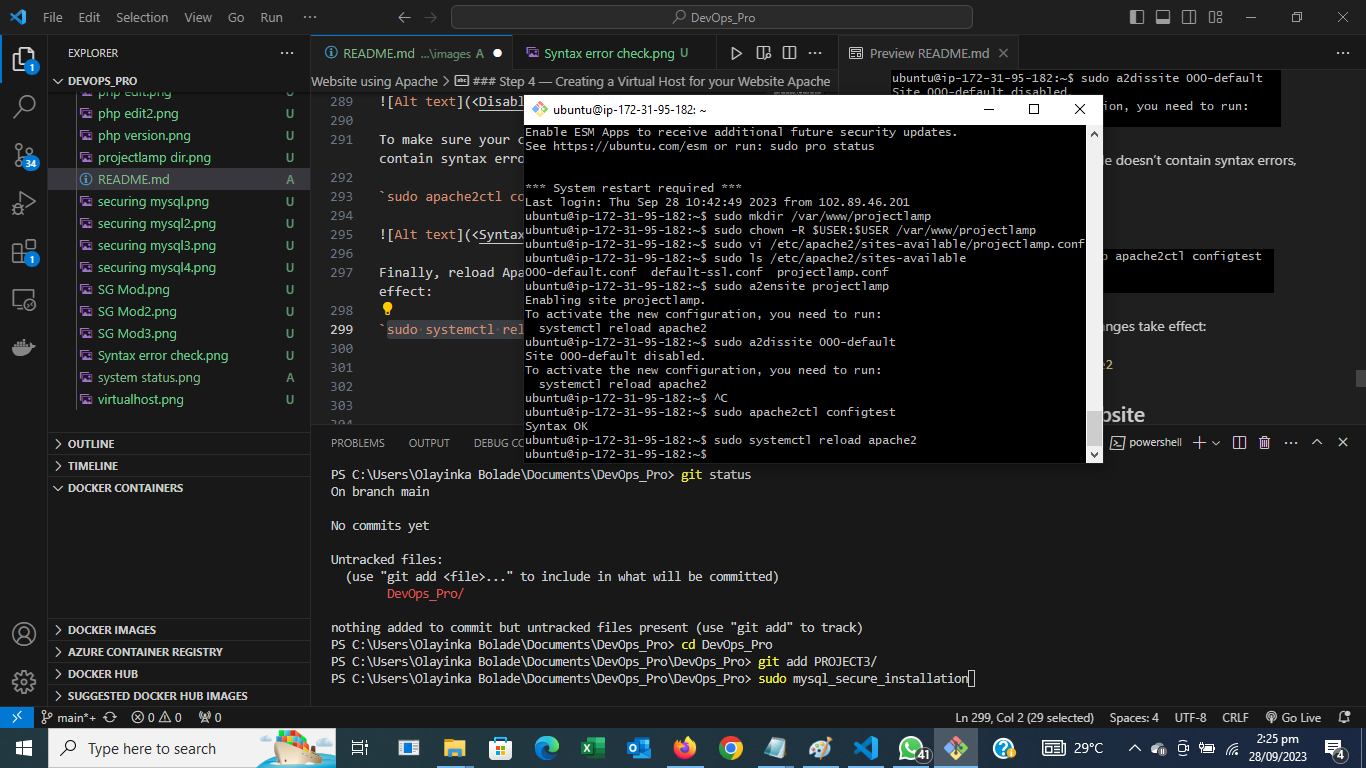 File Edit Selection View Go Run ···
DevOps_Pro
EXPLORER
README.md ...\images A
Syntax error check.png U
Preview README.md
DEVOPS_PRO
Website using Apache > ### Step 4 — Creating a Virtual Host for your Website Apache
php edit.png U
php edit2.png U
php version.png U
projectlamp dir.png U
README.md A
securing mysql.png U
securing mysql2.png U
securing mysql3.png U
securing mysql4.png U
SG Mod.png U
SG Mod2.png U
SG Mod3.png U
Syntax error check.png U
system status.png A
virtualhost.png U
OUTLINE
TIMELINE
DOCKER CONTAINERS
DOCKER IMAGES
AZURE CONTAINER REGISTRY
DOCKER HUB
SUGGESTED DOCKER HUB IMAGES
289 ![Alt text](<Disabl
290
291 To make sure your c
contain syntax erro
292
293 `sudo apache2ctl co
294
295 ![Alt text](<Syntax
296
297 Finally, reload Apa
effect:
298
299 `sudo systemctl rel
300
301
302
303
304
ubuntu@ip-172-31-95-182:~$ sudo a2dissite 000-default
Site 000-default disabled.
on, you need to run:
e doesn't contain syntax errors,
o apache2ctl configtest
anges take effect:
e2
bsite
ubuntu@ip-172-31-95-182: ~
Enable ESM Apps to receive additional future security updates.
See https://ubuntu.com/esm or run: sudo pro status
*** System restart required ***
Last login: Thu Sep 28 10:42:49 2023 from 102.89.46.201
ubuntu@ip-172-31-95-182:~$ sudo mkdir /var/www/projectlamp
ubuntu@ip-172-31-95-182:~$ sudo chown -R $USER:$USER /var/www/projectlamp
ubuntu@ip-172-31-95-182:~$ sudo vi /etc/apache2/sites-available/projectlamp.conf
ubuntu@ip-172-31-95-182:~$ sudo ls /etc/apache2/sites-available
000-default.conf default-ssl.conf projectlamp.conf
ubuntu@ip-172-31-95-182:~$ sudo a2ensite projectlamp
Enabling site projectlamp.
To activate the new configuration, you need to run:
systemctl reload apache2
ubuntu@ip-172-31-95-182:~$ sudo a2dissite 000-default
Site 000-default disabled.
To activate the new configuration, you need to run:
systemctl reload apache2
ubuntu@ip-172-31-95-182:~$ ^C
ubuntu@ip-172-31-95-182:~$ sudo apache2ctl configtest
Syntax OK
ubuntu@ip-172-31-95-182:~$ sudo systemctl reload apache2
ubuntu@ip-172-31-95-182:~$
PROBLEMS OUTPUT DEBUG CO
powershell
PS C:\Users\Olayinka Bolade\Documents\DevOps_Pro> git status
On branch main
No commits yet
Untracked files:
(use "git add <file>..." to include in what will be committed)
DevOps_Pro/
nothing added to commit but untracked files present (use "git add" to track)
PS C:\Users\Olayinka Bolade\Documents\DevOps_Pro> cd DevOps_Pro
PS C:\Users\Olayinka Bolade\Documents\DevOps_Pro\DevOps_Pro> git add PROJECT3/
PS C:\Users\Olayinka Bolade\Documents\DevOps_Pro\DevOps_Pro> sudo mysql_secure_installation
1
34
1
main*+ 0 0 0
Ln 299, Col 2 (29 selected) Spaces: 4 UTF-8 CRLF Go Live
Type here to search
41
29°C
2:25 pm
28/09/2023
4